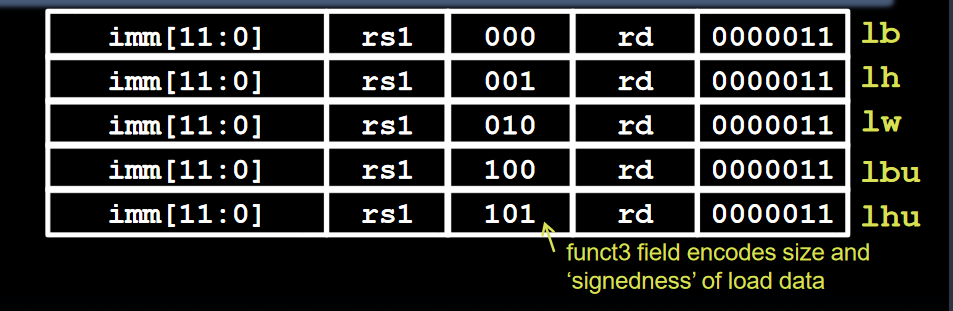 imm[11:0] rs1 000 rd 0000011 lb
imm[11:0] rs1 001 rd 0000011 lh
imm[11:0] rs1 010 rd 0000011 lw
imm[11:0] rs1 100 rd 0000011 lbu
imm[11:0] rs1 101 rd 0000011 lhu
funct3 field encodes size and
‘signedness’ of load data